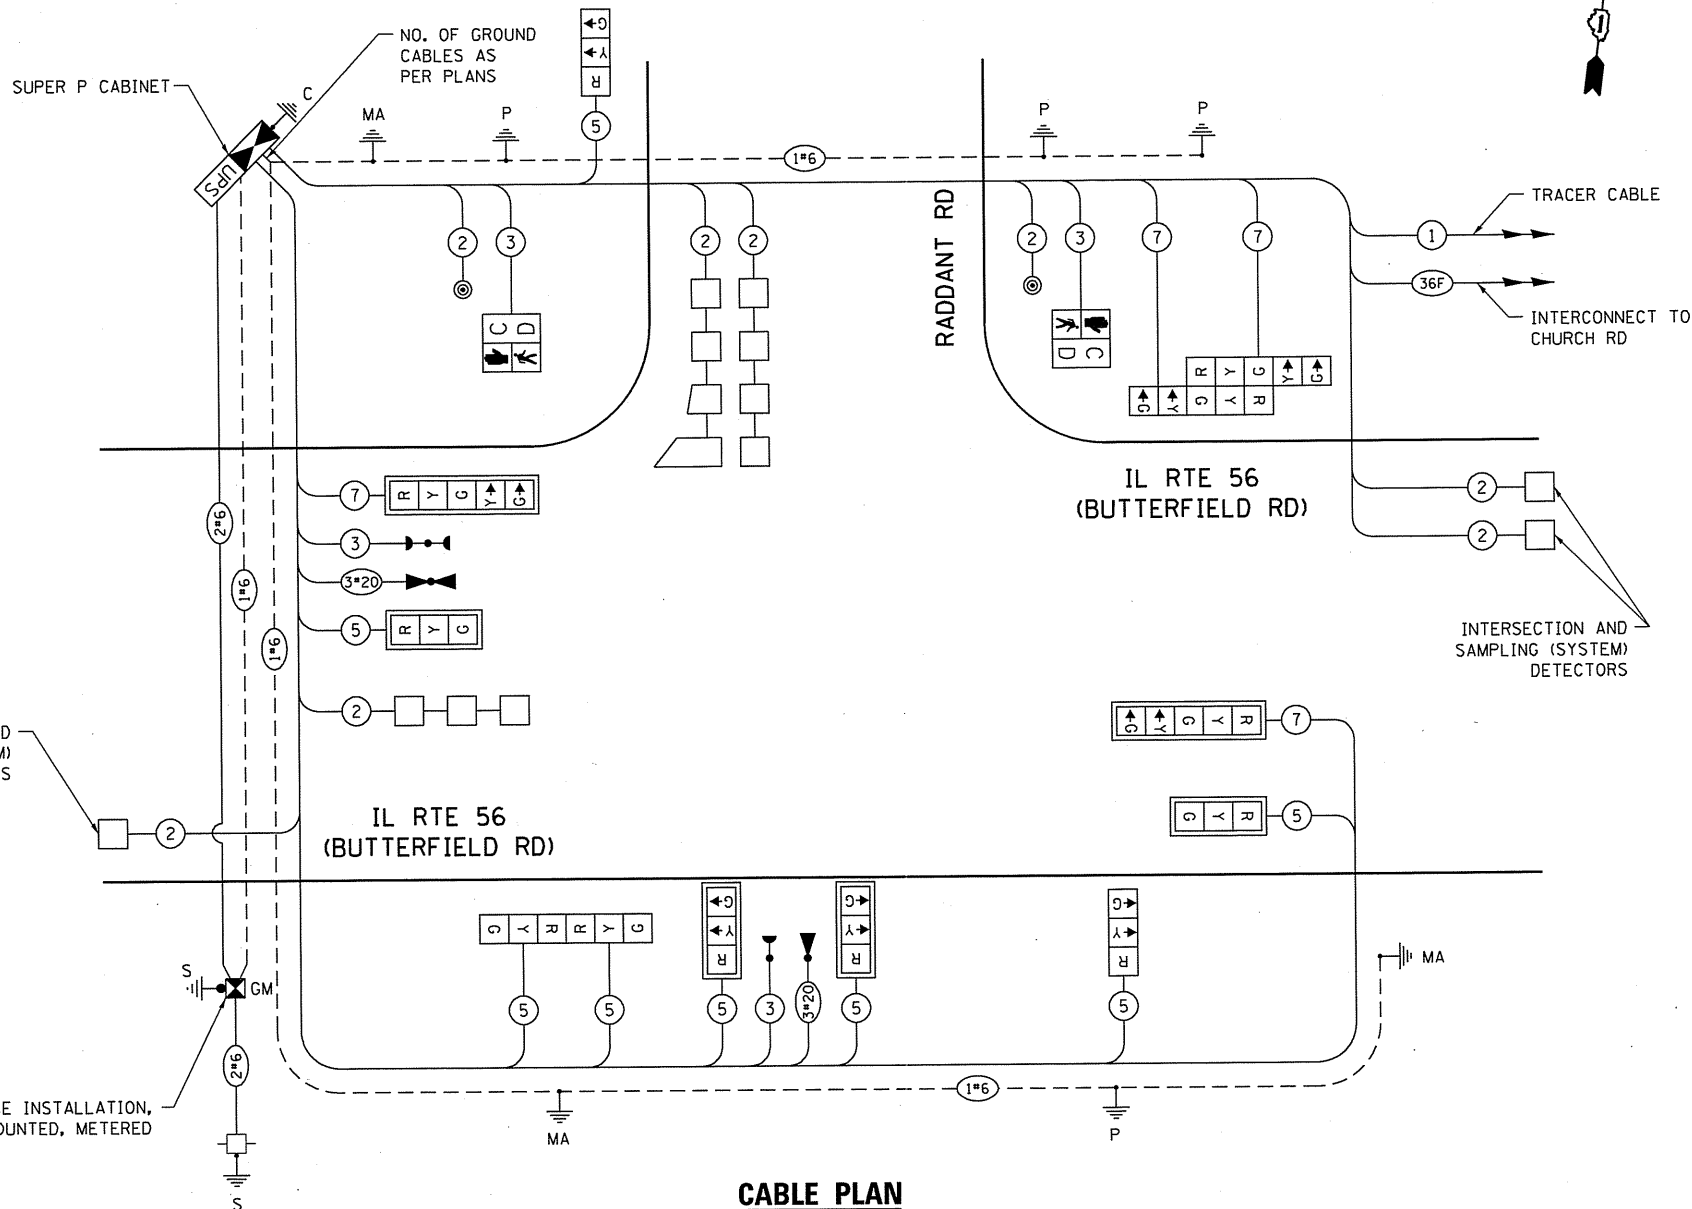 NO. OF GROUND
CABLES AS
PER PLANS
SUPER P CABINET
C
UPS
MA
P
G
Y
R
5
1#6
P
P
RADDANT RD
TRACER CABLE
1
36F
INTERCONNECT TO
CHURCH RD
2
3
C D
2
2
2
3
D C
7
7
R Y G Y G
G Y G Y R
IL RTE 56
(BUTTERFIELD RD)
2
2
INTERSECTION AND
SAMPLING (SYSTEM)
DETECTORS
2#6
1#6
1#6
7
R Y G Y G
3
3#20
5
R Y G
2
D
M)
S
2
IL RTE 56
(BUTTERFIELD RD)
G Y G Y R
7
G Y R
5
G Y R R Y G
5
5
G
Y
R
5
3
3#20
G
Y
R
5
G
Y
R
5
MA
S
GM
2#6
E INSTALLATION,
OUNTED, METERED
S
1#6
MA
P
CABLE PLAN